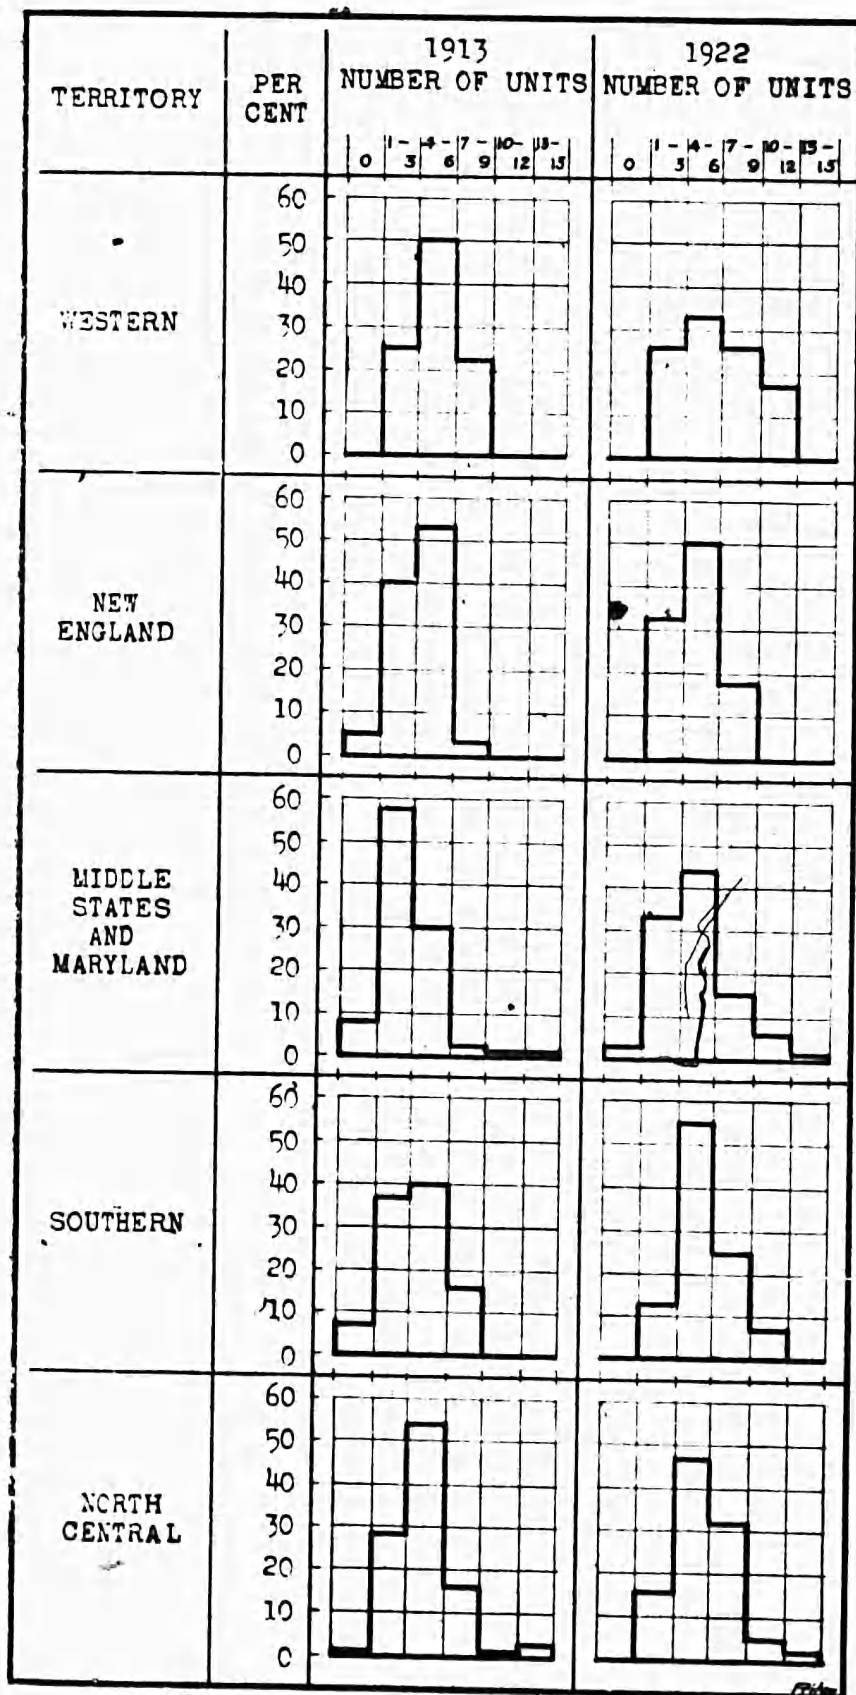 TERRITORY
PER
CENT
1913
NUMBER OF UNITS
0 1-3 4-6 7-9 10-12 13-15
1922
NUMBER OF UNITS
0 1-3 4-6 7-9 10-12 13-15
WESTERN
60
50
40
30
20
10
0
NEW
ENGLAND
60
50
40
30
20
10
0
MIDDLE
STATES
AND
MARYLAND
60
50
40
30
20
10
0
SOUTHERN
60
50
40
30
20
10
0
NORTH
CENTRAL
60
50
40
30
20
10
0